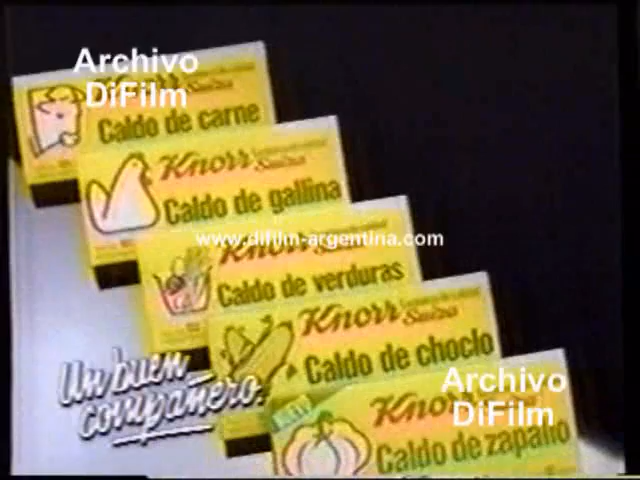 Archivo
DiFilm
Knorr
Suiza
Caldo de carne
Knorr
Suiza
Caldo de gallina
www.difilm-argentina.com
Knorr
Suiza
Caldo de verduras
Knorr
Suiza
Caldo de choclo
Un buen
compañero.
Archivo
DiFilm
Knorr
Caldo de zapallo